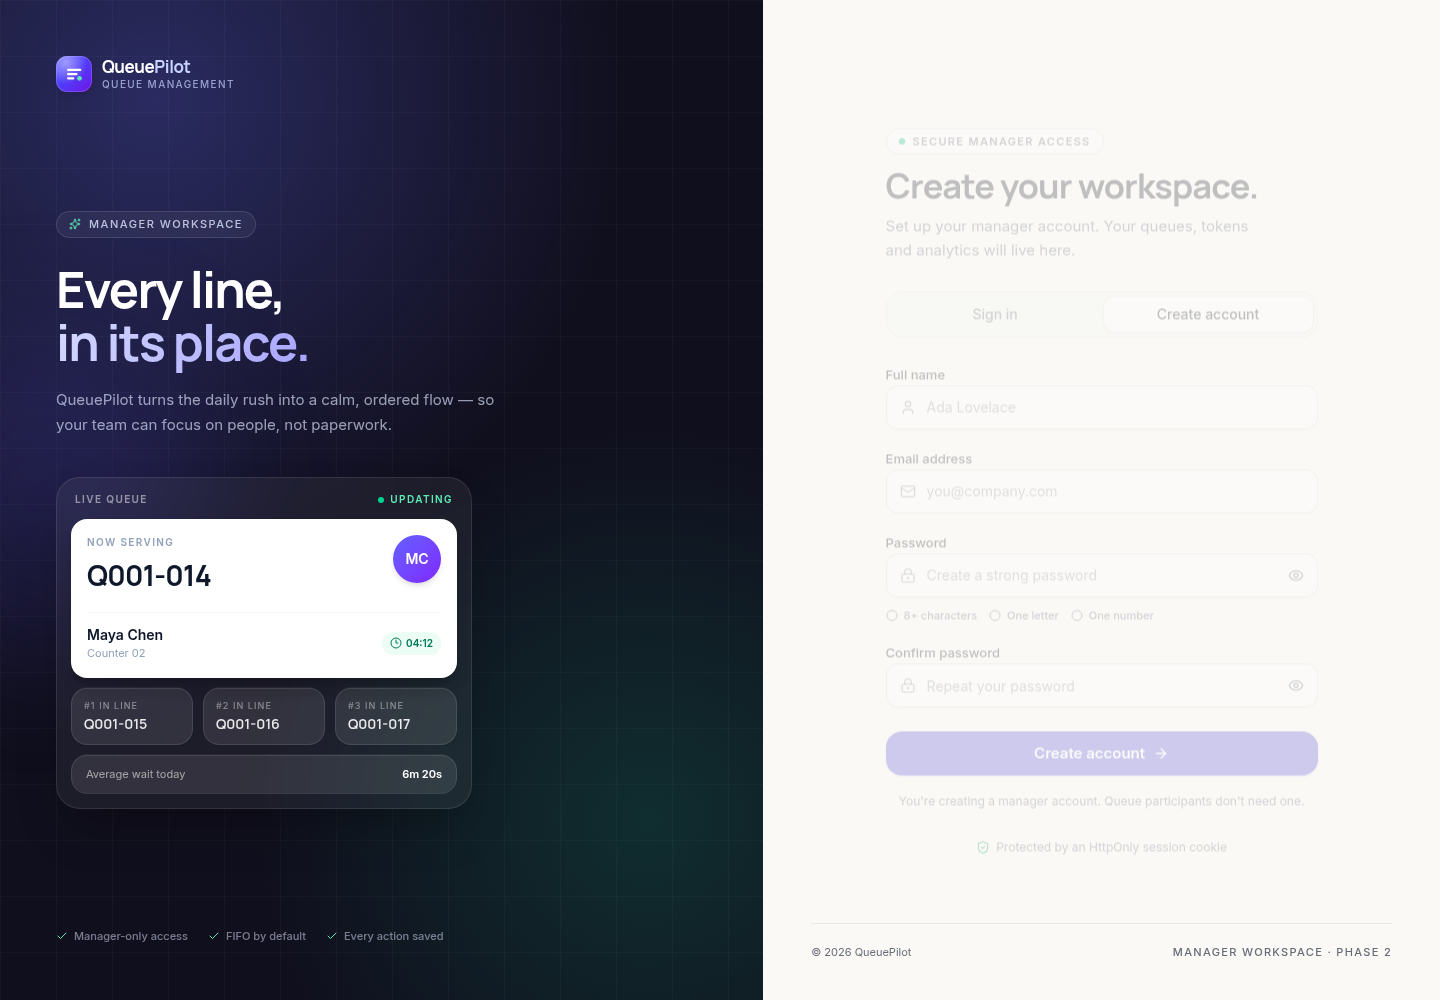 QueuePilot
QUEUE MANAGEMENT
MANAGER WORKSPACE
Every line,
in its place.
QueuePilot turns the daily rush into a calm, ordered flow — so
your team can focus on people, not paperwork.
LIVE QUEUE
UPDATING
NOW SERVING
MC
Q001-014
Maya Chen
Counter 02
04:12
#1 IN LINE
Q001-015
#2 IN LINE
Q001-016
#3 IN LINE
Q001-017
Average wait today
6m 20s
Manager-only access
FIFO by default
Every action saved
SECURE MANAGER ACCESS
Create your workspace.
Set up your manager account. Your queues, tokens
and analytics will live here.
Sign in
Create account
Full name
Ada Lovelace
Email address
you@company.com
Password
Create a strong password
8+ characters
One letter
One number
Confirm password
Repeat your password
Create account
You're creating a manager account. Queue participants don't need one.
Protected by an HttpOnly session cookie
© 2026 QueuePilot
MANAGER WORKSPACE · PHASE 2